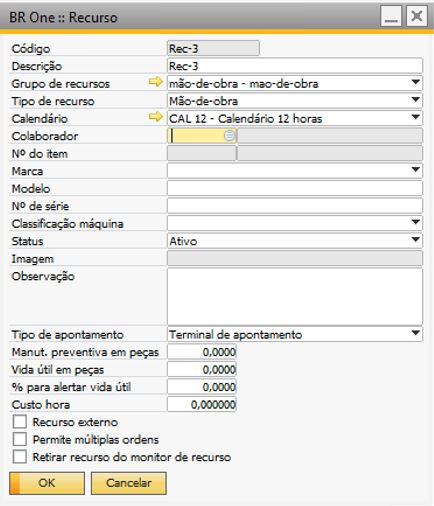 BR One :: Recurso
Código Rec-3
Descrição Rec-3
Grupo de recursos mão-de-obra - mao-de-obra
Tipo de recurso Mão-de-obra
Calendário CAL 12 - Calendário 12 horas
Colaborador
Nº do item
Marca
Modelo
Nº de série
Classificação máquina
Status Ativo
Imagem
Observação
Tipo de apontamento Terminal de apontamento
Manut. preventiva em peças 0,0000
Vida útil em peças 0,0000
% para alertar vida útil 0,0000
Custo hora 0,000000
Recurso externo
Permite múltiplas ordens
Retirar recurso do monitor de recurso
OK Cancelar